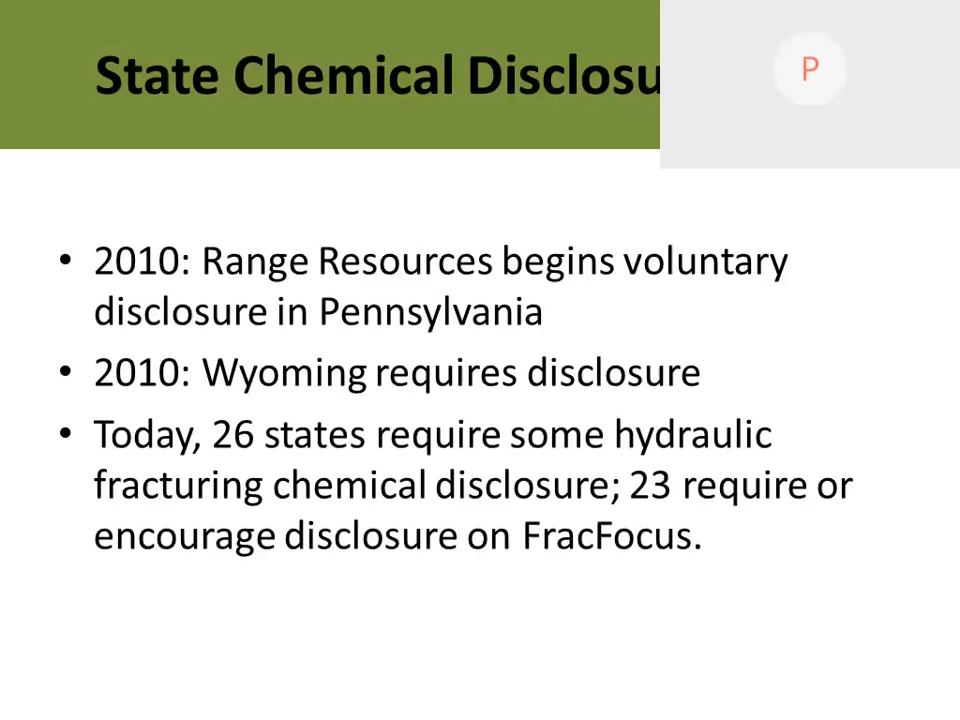 State Chemical Disclosu
P
• 2010: Range Resources begins voluntary
disclosure in Pennsylvania
• 2010: Wyoming requires disclosure
• Today, 26 states require some hydraulic
fracturing chemical disclosure; 23 require or
encourage disclosure on FracFocus.